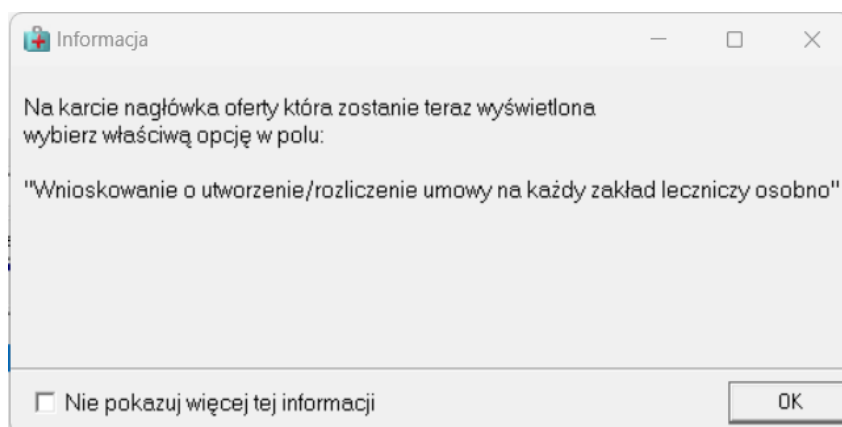 Informacja
Na karcie nagłówka oferty która zostanie teraz wyświetlona
wybierz właściwą opcję w polu:
"Wnioskowanie o utworzenie/rozliczenie umowy na każdy zakład leczniczy osobno"
Nie pokazuj więcej tej informacji
OK